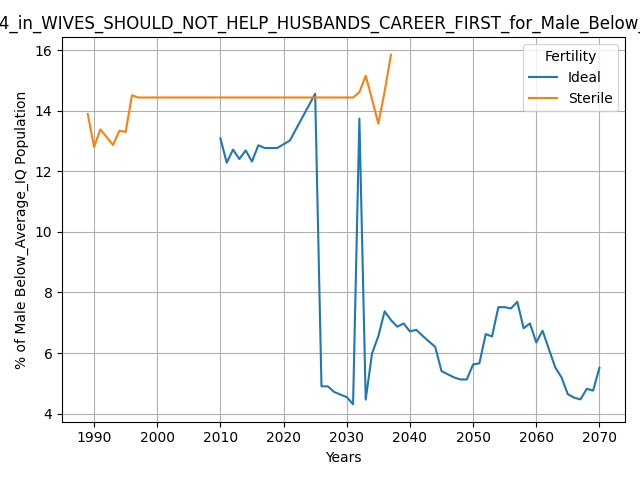 4_in_WIVES_SHOULD_NOT_HELP_HUSBANDS_CAREER_FIRST_for_Male_Below_
Fertility
Ideal
Sterile
% of Male Below_Average_IQ Population
16
14
12
10
8
6
4
1990 2000 2010 2020 2030 2040 2050 2060 2070
Years